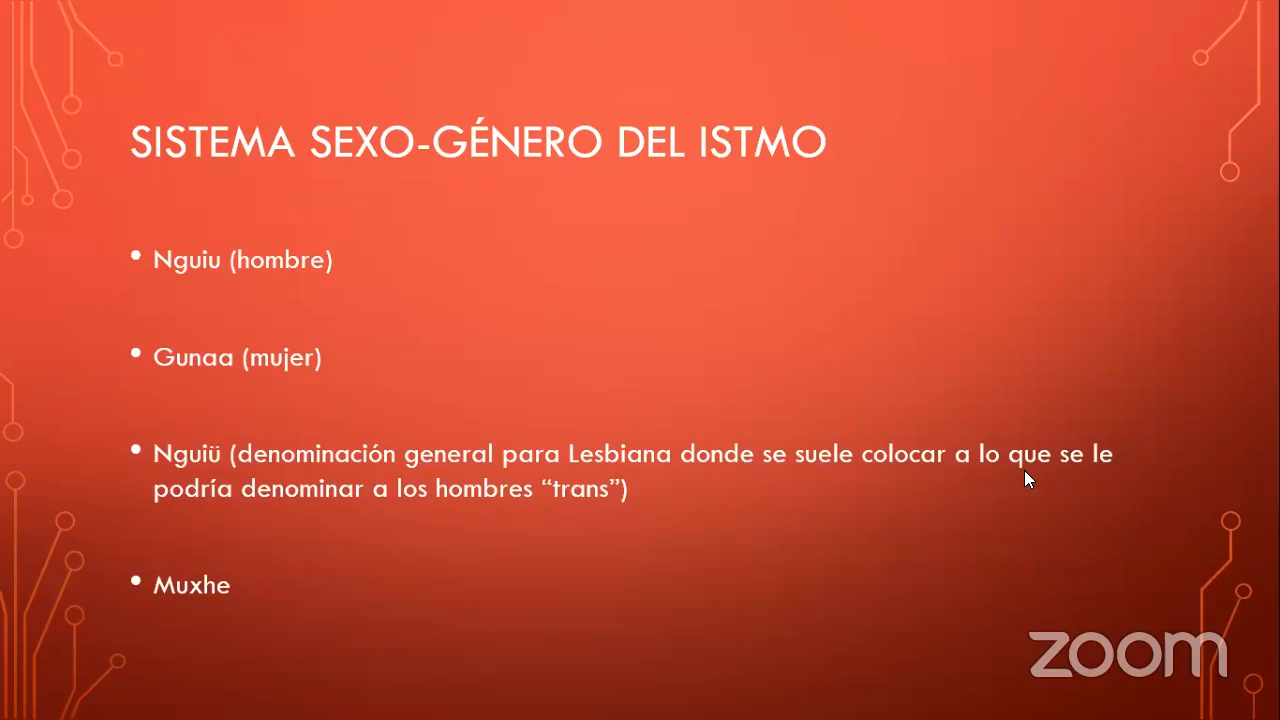 SISTEMA SEXO-GÉNERO DEL ISTMO
• Nguiu (hombre)
• Gunaa (mujer)
• Nguiü (denominación general para Lesbiana donde se suele colocar a lo que se le
podría denominar a los hombres “trans”)
• Muxhe
zoom